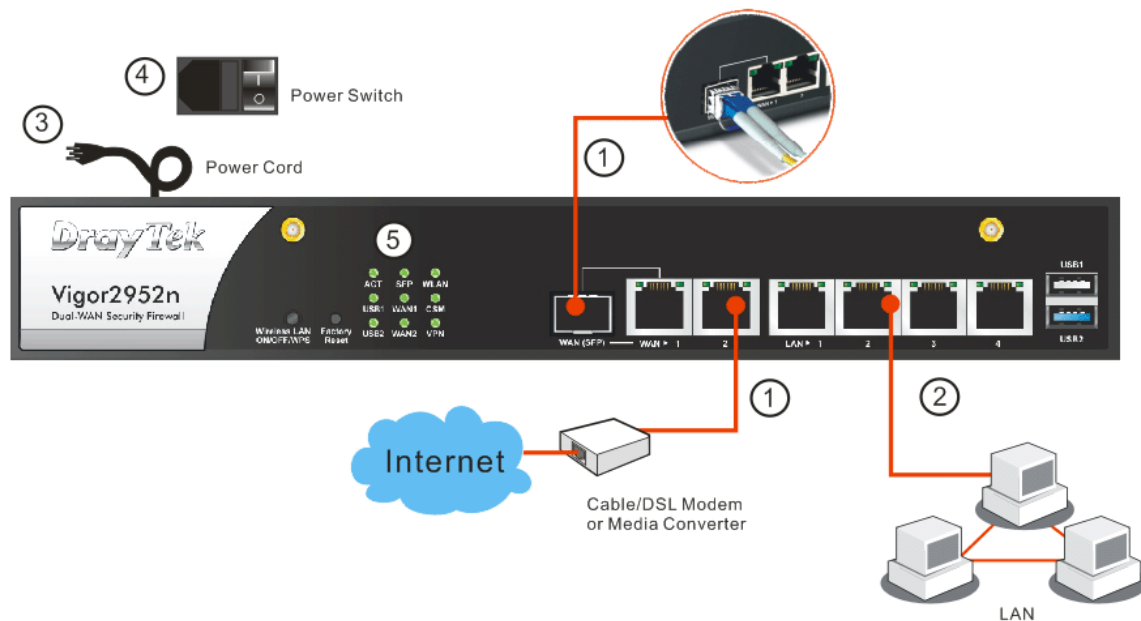 4
Power Switch
3
Power Cord
1
WAN 1
DrayTek
Vigor2952n
Dual-WAN Security Firewall
5
ACT SFP WLAN
USB1 WAN1 CSM
USB2 WAN2 VPN
Wireless LAN
ON/OFF/WPS
Factory
Reset
WAN (SFP) WAN 1 2 LAN 1 2 3 4
USB1
USB2
1
2
Internet
Cable/DSL Modem
or Media Converter
LAN